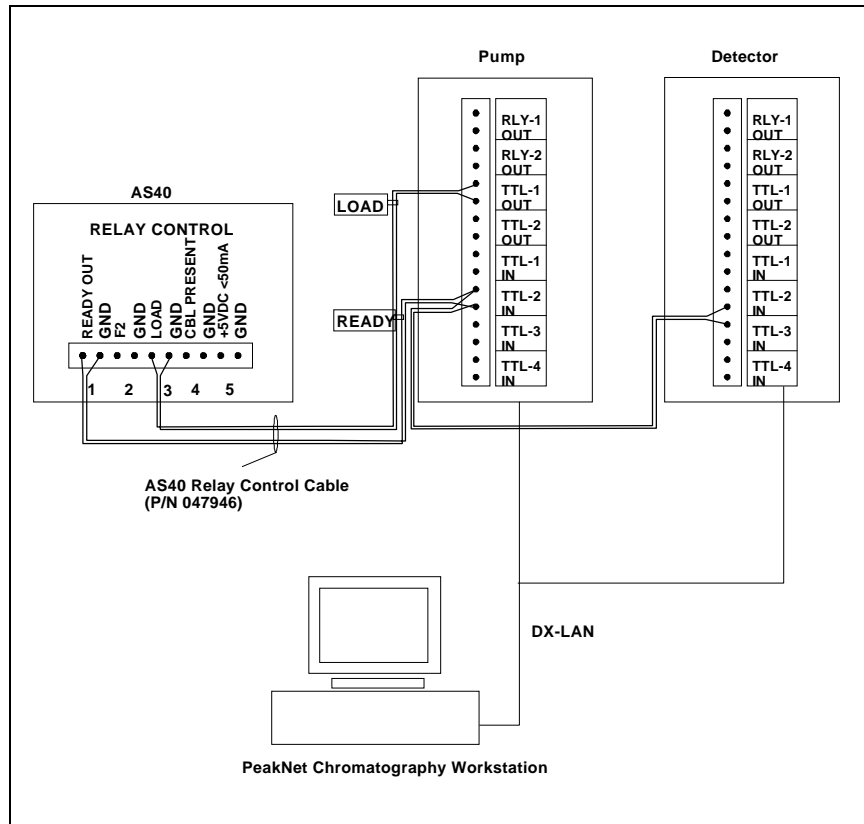 Pump
Detector
RLY-1
OUT
RLY-2
OUT
TTL-1
OUT
TTL-2
OUT
TTL-1
IN
TTL-2
IN
TTL-3
IN
TTL-4
IN
RLY-1
OUT
RLY-2
OUT
TTL-1
OUT
TTL-2
OUT
TTL-1
IN
TTL-2
IN
TTL-3
IN
TTL-4
IN
AS40
RELAY CONTROL
READY OUT
GND
F2
GND
LOAD
GND
CBL PRESENT
GND
+5VDC <50mA
GND
1 2 3 4 5
LOAD
READY
AS40 Relay Control Cable
(P/N 047946)
DX-LAN
PeakNet Chromatography Workstation